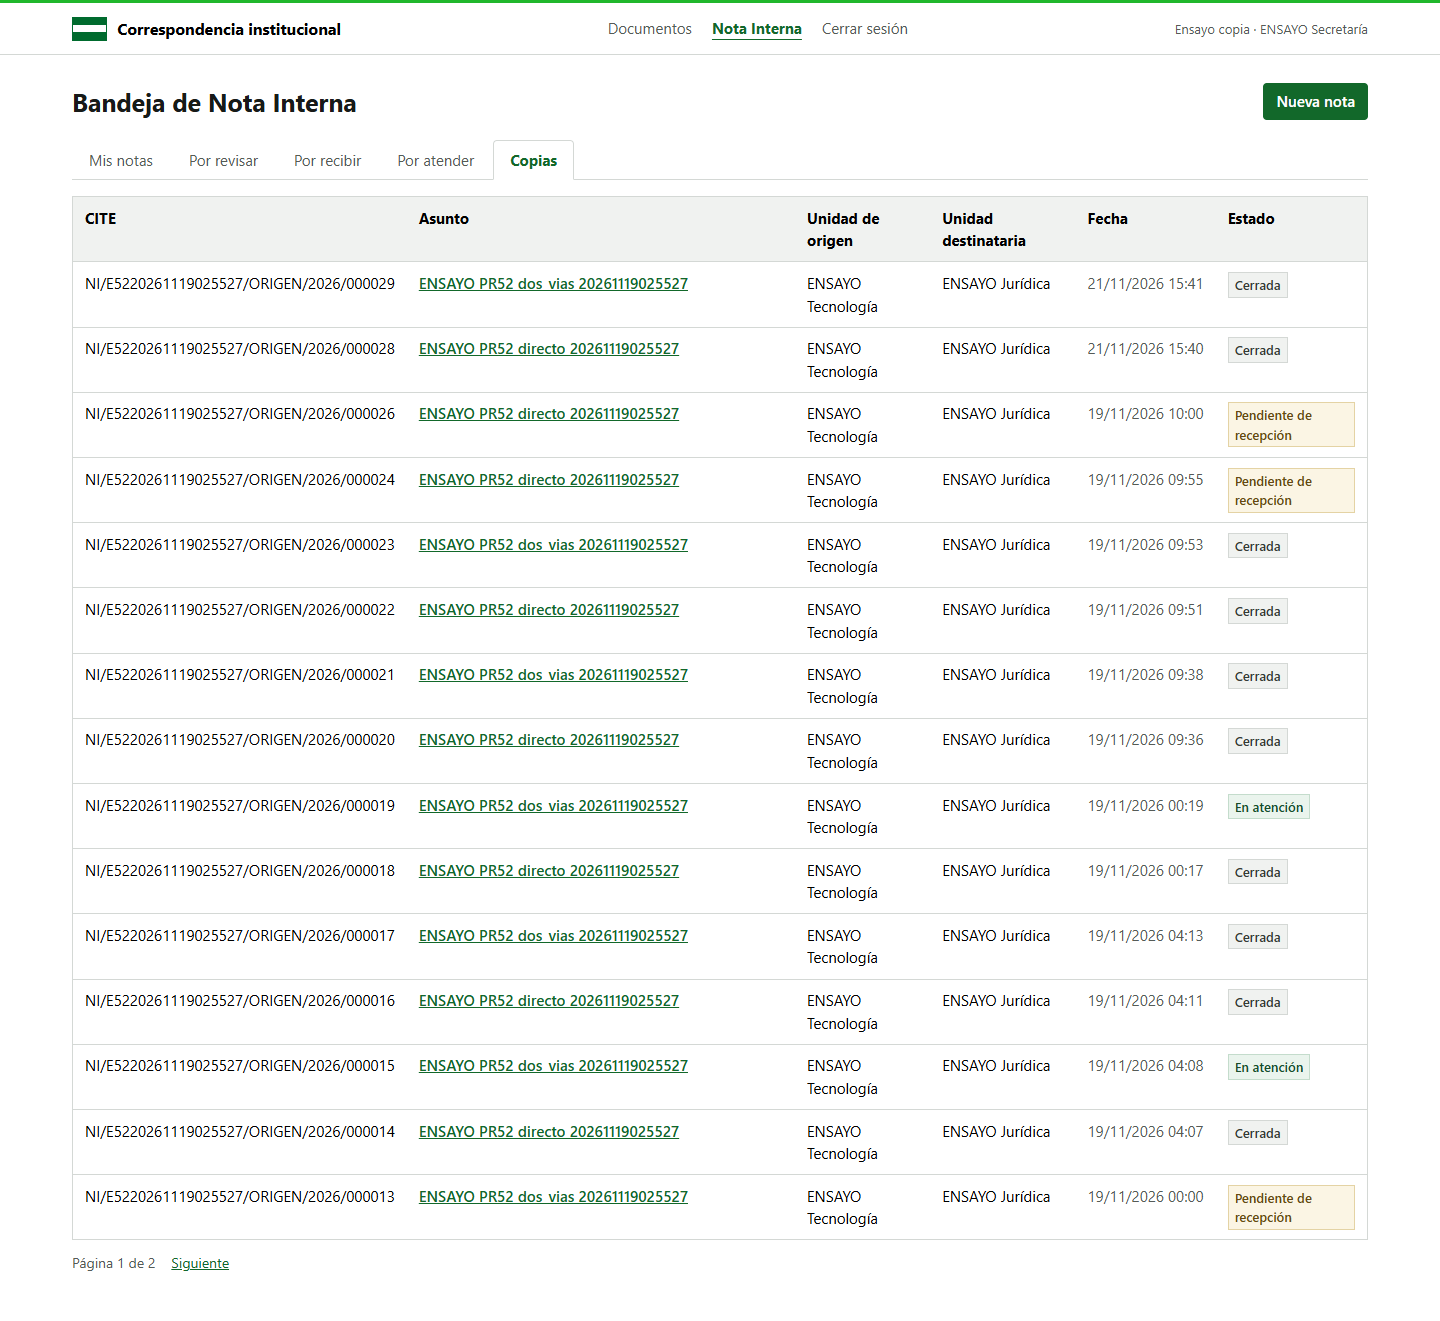 Correspondencia institucional
Documentos Nota Interna Cerrar sesión
Ensayo copia · ENSAYO Secretaría
Bandeja de Nota Interna
Nueva nota
Mis notas Por revisar Por recibir Por atender Copias
CITE Asunto Unidad de origen Unidad destinataria Fecha Estado
NI/E5220261119025527/ORIGEN/2026/000029 ENSAYO PR52 dos_vias 20261119025527 ENSAYO Tecnología ENSAYO Jurídica 21/11/2026 15:41 Cerrada
NI/E5220261119025527/ORIGEN/2026/000028 ENSAYO PR52 directo 20261119025527 ENSAYO Tecnología ENSAYO Jurídica 21/11/2026 15:40 Cerrada
NI/E5220261119025527/ORIGEN/2026/000026 ENSAYO PR52 directo 20261119025527 ENSAYO Tecnología ENSAYO Jurídica 19/11/2026 10:00 Pendiente de recepción
NI/E5220261119025527/ORIGEN/2026/000024 ENSAYO PR52 directo 20261119025527 ENSAYO Tecnología ENSAYO Jurídica 19/11/2026 09:55 Pendiente de recepción
NI/E5220261119025527/ORIGEN/2026/000023 ENSAYO PR52 dos_vias 20261119025527 ENSAYO Tecnología ENSAYO Jurídica 19/11/2026 09:53 Cerrada
NI/E5220261119025527/ORIGEN/2026/000022 ENSAYO PR52 directo 20261119025527 ENSAYO Tecnología ENSAYO Jurídica 19/11/2026 09:51 Cerrada
NI/E5220261119025527/ORIGEN/2026/000021 ENSAYO PR52 dos_vias 20261119025527 ENSAYO Tecnología ENSAYO Jurídica 19/11/2026 09:38 Cerrada
NI/E5220261119025527/ORIGEN/2026/000020 ENSAYO PR52 directo 20261119025527 ENSAYO Tecnología ENSAYO Jurídica 19/11/2026 09:36 Cerrada
NI/E5220261119025527/ORIGEN/2026/000019 ENSAYO PR52 dos_vias 20261119025527 ENSAYO Tecnología ENSAYO Jurídica 19/11/2026 00:19 En atención
NI/E5220261119025527/ORIGEN/2026/000018 ENSAYO PR52 directo 20261119025527 ENSAYO Tecnología ENSAYO Jurídica 19/11/2026 00:17 Cerrada
NI/E5220261119025527/ORIGEN/2026/000017 ENSAYO PR52 dos_vias 20261119025527 ENSAYO Tecnología ENSAYO Jurídica 19/11/2026 04:13 Cerrada
NI/E5220261119025527/ORIGEN/2026/000016 ENSAYO PR52 directo 20261119025527 ENSAYO Tecnología ENSAYO Jurídica 19/11/2026 04:11 Cerrada
NI/E5220261119025527/ORIGEN/2026/000015 ENSAYO PR52 dos_vias 20261119025527 ENSAYO Tecnología ENSAYO Jurídica 19/11/2026 04:08 En atención
NI/E5220261119025527/ORIGEN/2026/000014 ENSAYO PR52 directo 20261119025527 ENSAYO Tecnología ENSAYO Jurídica 19/11/2026 04:07 Cerrada
NI/E5220261119025527/ORIGEN/2026/000013 ENSAYO PR52 dos_vias 20261119025527 ENSAYO Tecnología ENSAYO Jurídica 19/11/2026 00:00 Pendiente de recepción
Página 1 de 2 Siguiente